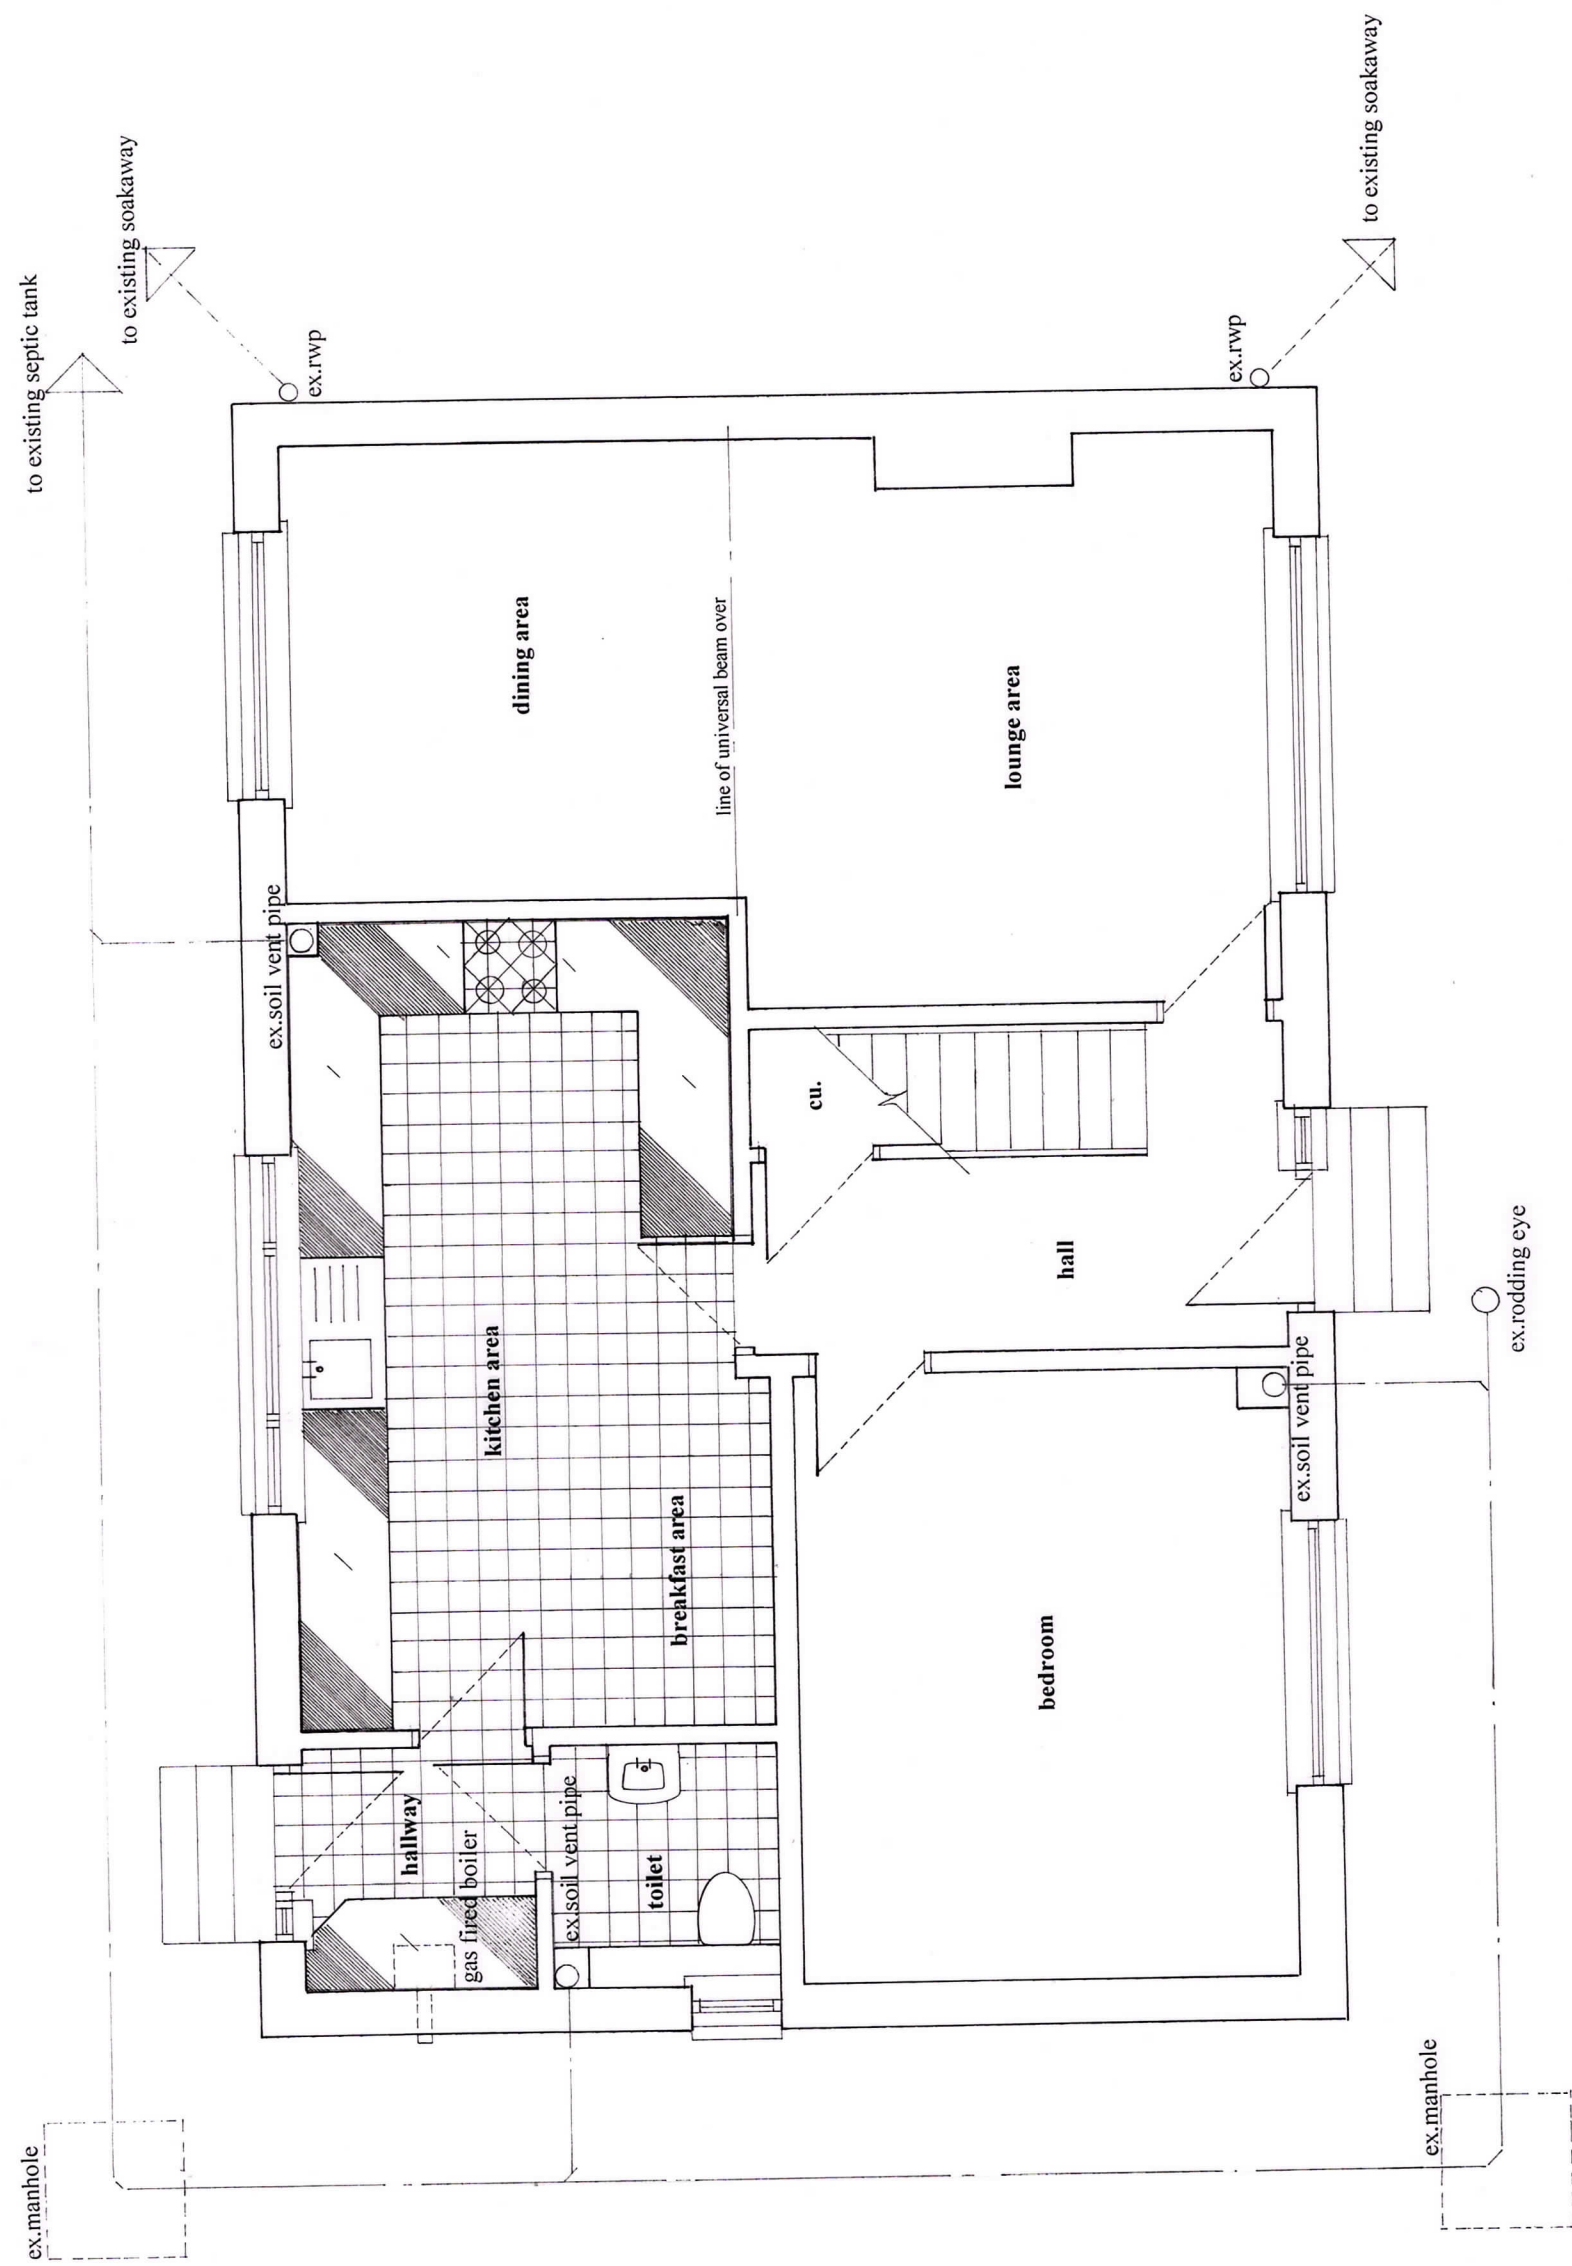 ex.manhole
to existing septic tank
to existing soakaway
ex.rwp
ex.soil vent pipe
dining area
hallway
gas fired boiler
kitchen area
ex.soil vent pipe
toilet
breakfast area
line of universal beam over
cu.
lounge area
bedroom
hall
ex.rwp
ex.soil vent pipe
to existing soakaway
ex.manhole
ex.rodding eye